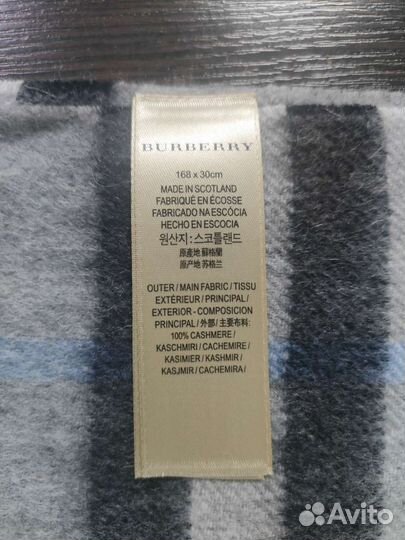 BURBERRY
168 x 30cm
MADE IN SCOTLAND
FABRIQUÉ EN ÉCOSSE
FABRICADO NA ESCÓCIA
HECHO EN ESCOCIA
원산지 : 스코틀랜드
原產地 蘇格蘭
原产地 苏格兰
OUTER / MAIN FABRIC / TISSU
EXTÉRIEUR / PRINCIPAL /
EXTERIOR - COMPOSICION
PRINCIPAL / 外部 / 主要布料:
100% CASHMERE /
KASCHMIRI / CACHEMIRE /
KASIMIER / KASHMIR /
KASJMIR / CACHEMIRA /
Avito